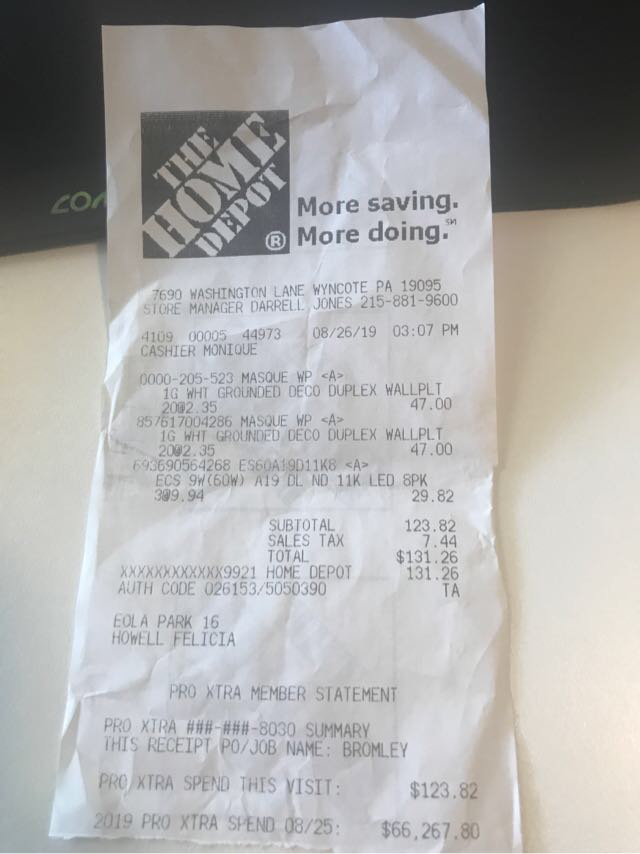 COM
THE
HOME
DEPOT
®
More saving.
More doing.℠
7690 WASHINGTON LANE WYNCOTE PA 19095
STORE MANAGER DARRELL JONES 215-881-9600
4109 00005 44973 08/26/19 03:07 PM
CASHIER MONIQUE
0000-205-523 MASQUE WP <A>
1G WHT GROUNDED DECO DUPLEX WALLPLT
20@2.35 47.00
857617004286 MASQUE WP <A>
1G WHT GROUNDED DECO DUPLEX WALLPLT
20@2.35 47.00
693690564268 ES60A19D11K8 <A>
ECS 9W(60W) A19 DL ND 11K LED 8PK
3@9.94 29.82
SUBTOTAL 123.82
SALES TAX 7.44
TOTAL $131.26
XXXXXXXXXXXX9921 HOME DEPOT 131.26
AUTH CODE 026153/5050390 TA
EOLA PARK 16
HOWELL FELICIA
PRO XTRA MEMBER STATEMENT
PRO XTRA ###-###-8030 SUMMARY
THIS RECEIPT PO/JOB NAME: BROMLEY
PRO XTRA SPEND THIS VISIT: $123.82
2019 PRO XTRA SPEND 08/25: $66,267.80